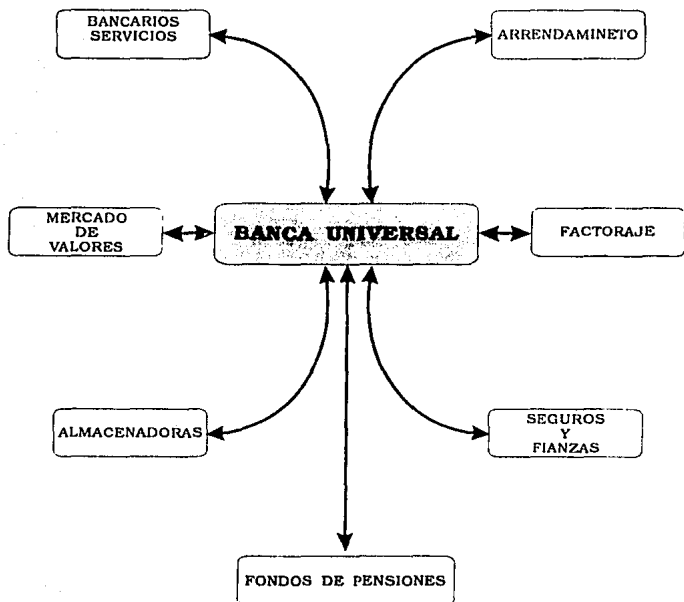 BANCARIOS
SERVICIOS
ARRENDAMINETO
MERCADO
DE
VALORES
BANCA UNIVERSAL
FACTORAJE
ALMACENADORAS
SEGUROS
Y
FIANZAS
FONDOS DE PENSIONES